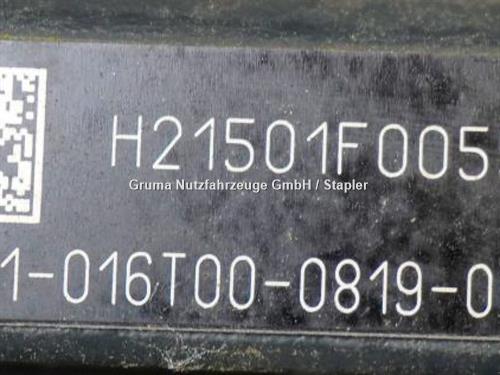 H21501F005
Gruma Nutzfahrzeuge GmbH / Stapler
1-016T00-0819-0